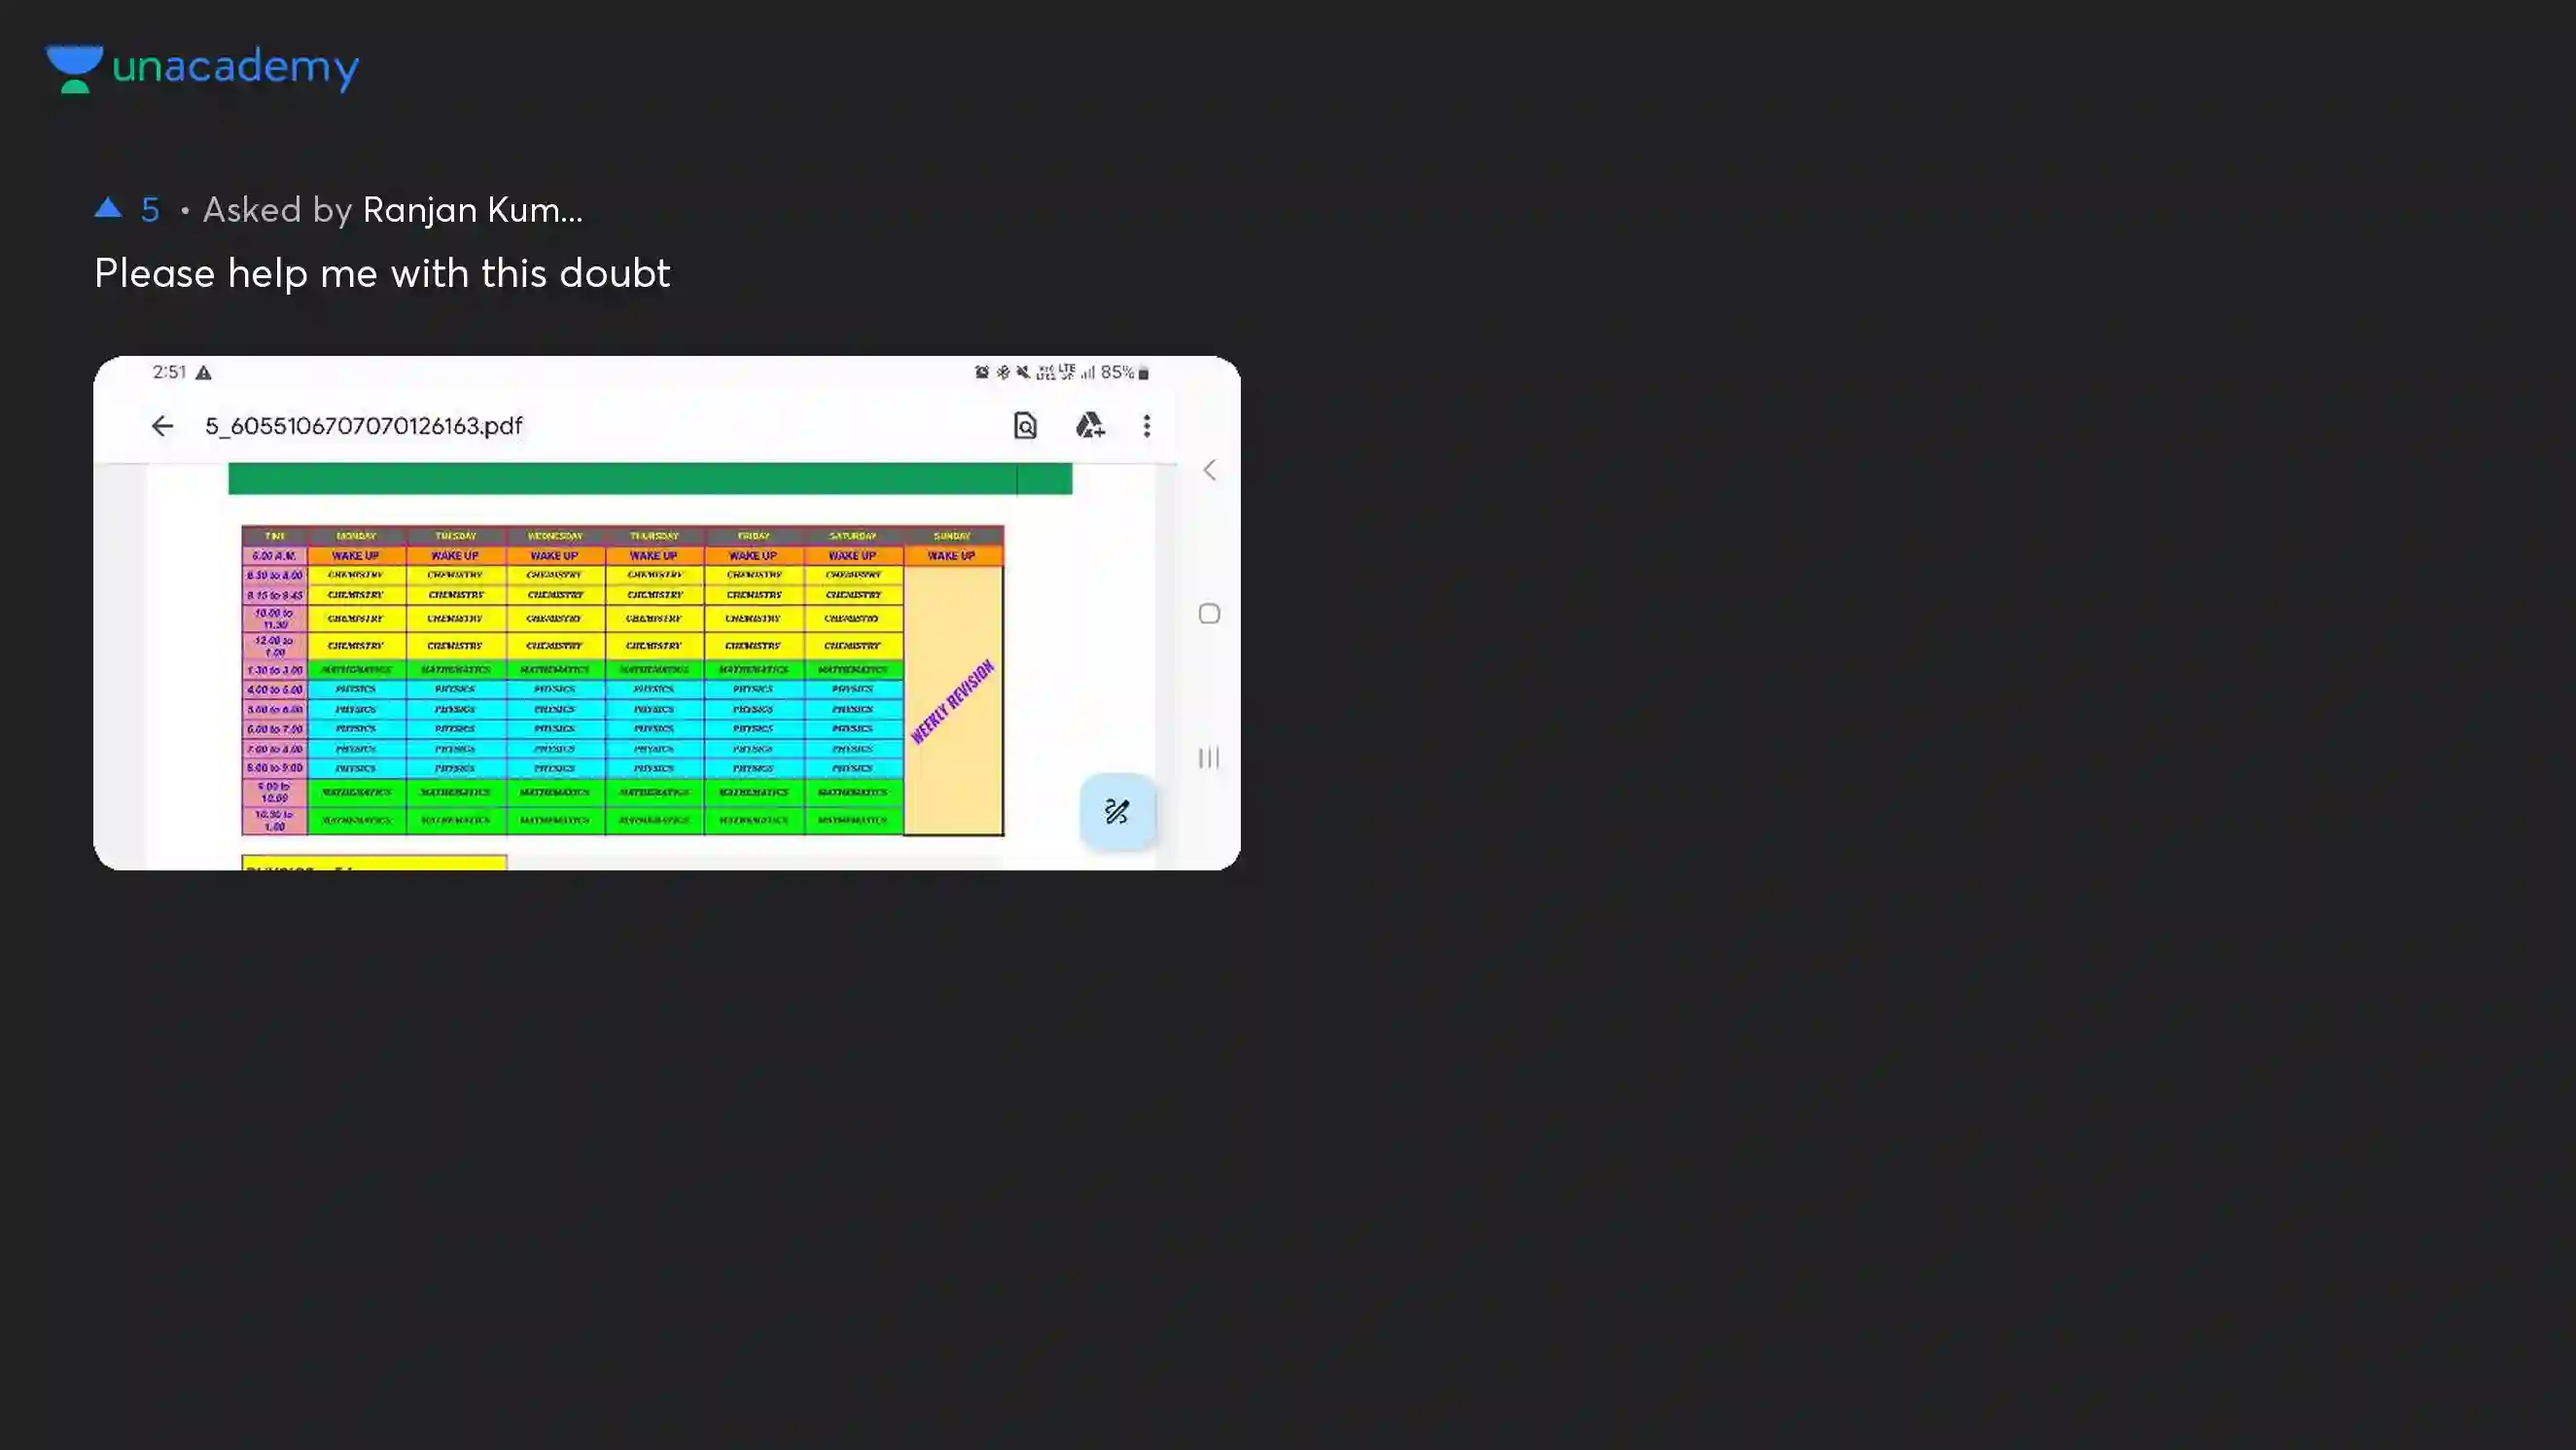 unacademy
5 • Asked by Ranjan Kum...
Please help me with this doubt
2:51 85%
5_6055106707070126163.pdf
TIME MONDAY TUESDAY WEDNESDAY THURSDAY FRIDAY SATURDAY SUNDAY
6.00 A.M. WAKE UP WAKE UP WAKE UP WAKE UP WAKE UP WAKE UP WAKE UP
6.30 to 8.00 CHEMISTRY CHEMISTRY CHEMISTRY CHEMISTRY CHEMISTRY CHEMISTRY
8.15 to 9.45 CHEMISTRY CHEMISTRY CHEMISTRY CHEMISTRY CHEMISTRY CHEMISTRY
10.00 to
11.30 CHEMISTRY CHEMISTRY CHEMISTRY CHEMISTRY CHEMISTRY CHEMISTRY
12.00 to
1.00 CHEMISTRY CHEMISTRY CHEMISTRY CHEMISTRY CHEMISTRY CHEMISTRY
1.30 to 3.00 MATHEMATICS MATHEMATICS MATHEMATICS MATHEMATICS MATHEMATICS MATHEMATICS
4.00 to 5.00 PHYSICS PHYSICS PHYSICS PHYSICS PHYSICS PHYSICS
5.00 to 6.00 PHYSICS PHYSICS PHYSICS PHYSICS PHYSICS PHYSICS
6.00 to 7.00 PHYSICS PHYSICS PHYSICS PHYSICS PHYSICS PHYSICS
7.00 to 8.00 PHYSICS PHYSICS PHYSICS PHYSICS PHYSICS PHYSICS
8.00 to 9.00 PHYSICS PHYSICS PHYSICS PHYSICS PHYSICS PHYSICS
9.00 to
10.00 MATHEMATICS MATHEMATICS MATHEMATICS MATHEMATICS MATHEMATICS MATHEMATICS
10.30 to
1.00 MATHEMATICS MATHEMATICS MATHEMATICS MATHEMATICS MATHEMATICS MATHEMATICS
WEEKLY REVISION